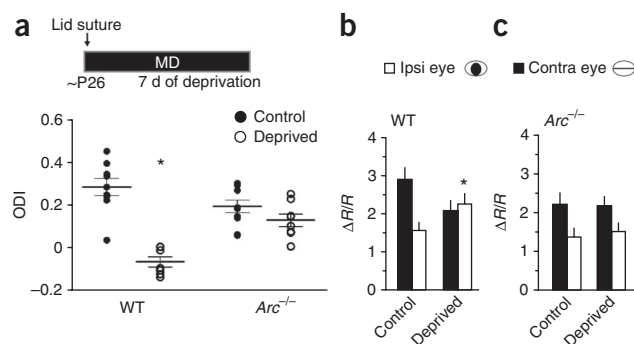 a
Lid suture
MD
~P26
7 d of deprivation
Control
Deprived
ODI
0.6
0.4
0.2
0
–0.2
*
WT
Arc–/–
b
c
Ipsi eye
Contra eye
WT
ΔR/R
4
3
2
1
0
*
Control
Deprived
Arc–/–
ΔR/R
4
3
2
1
0
Control
Deprived